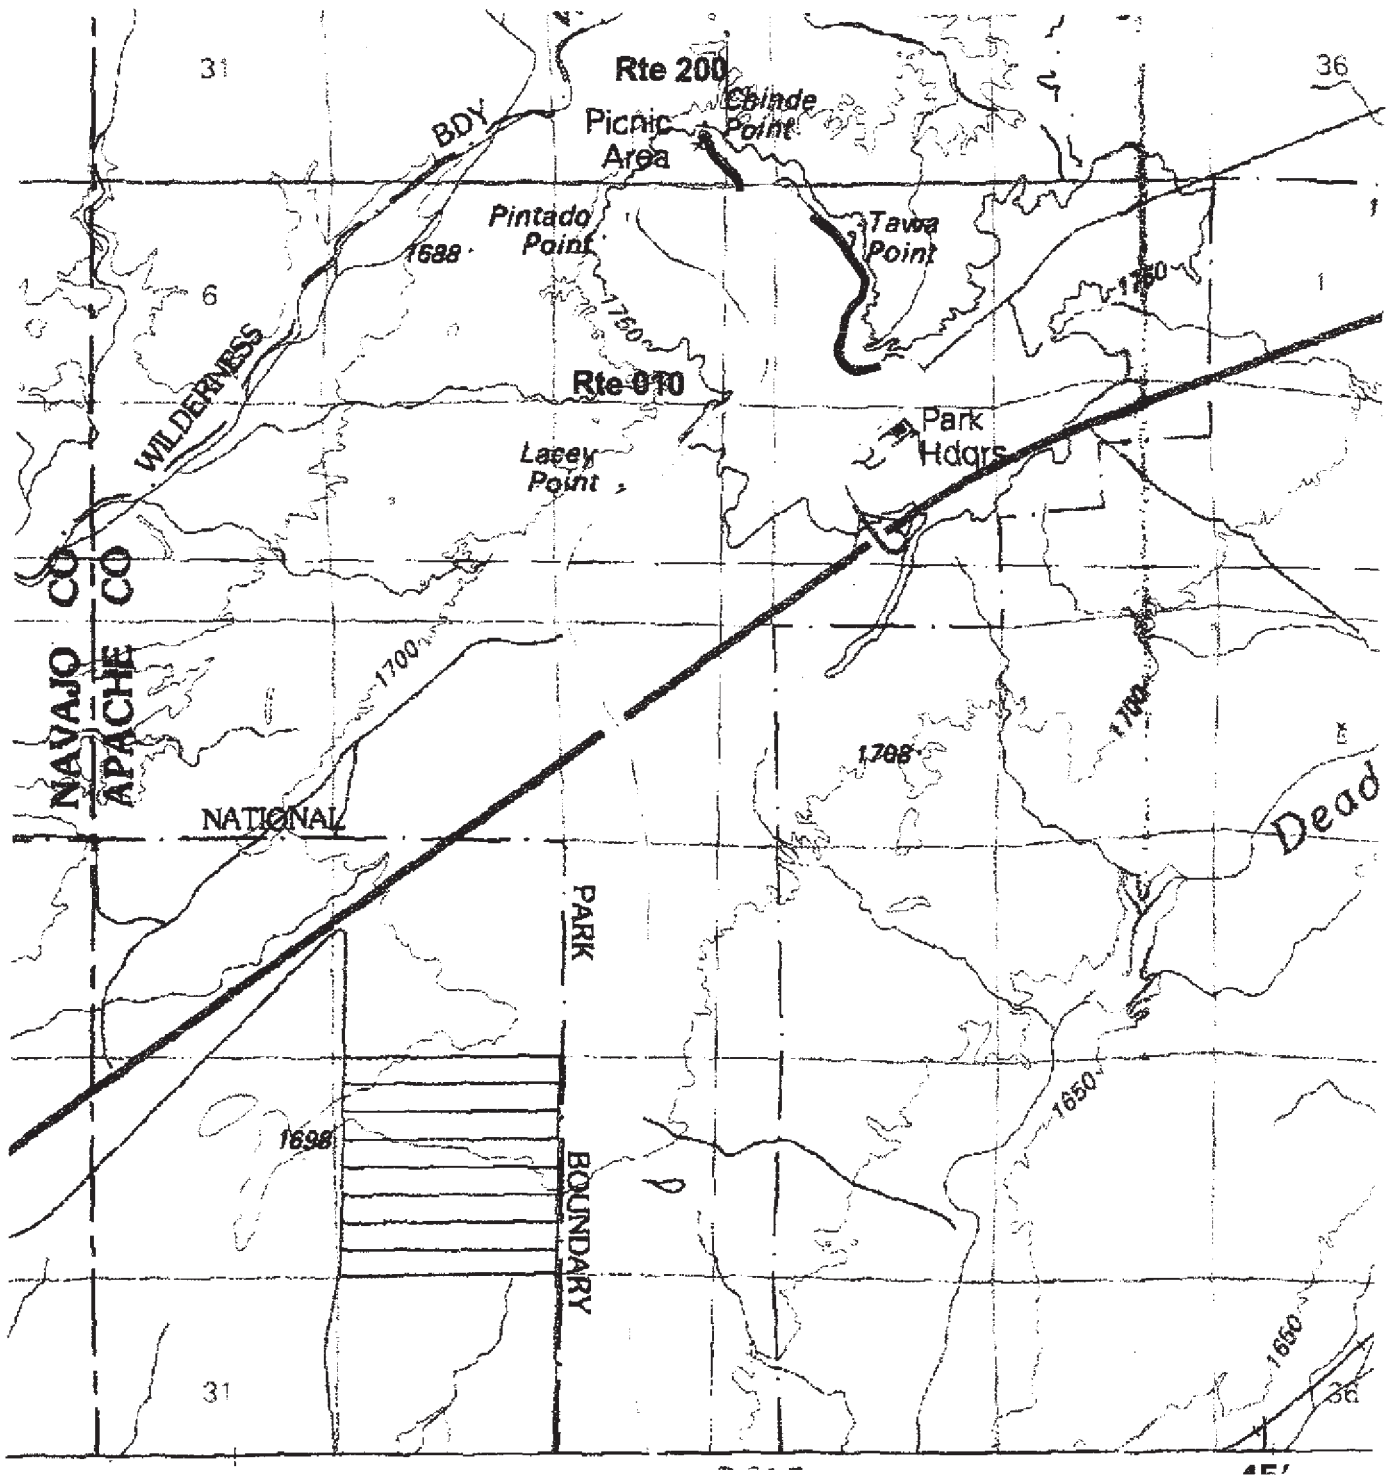 31
Rte 200
36
Chinde
Point
BDY
Picnic
Area
Pintado
Point
Tawa
Point
1688
6
1750
1
1750
WILDERNESS
Rte 010
Park
Hdqrs
Lacey
Point
NAVAJO CO
APACHE CO
1700
1700
1708
Dead
NATIONAL
PARK
1650
1698
BOUNDARY
1650
31
36
45'